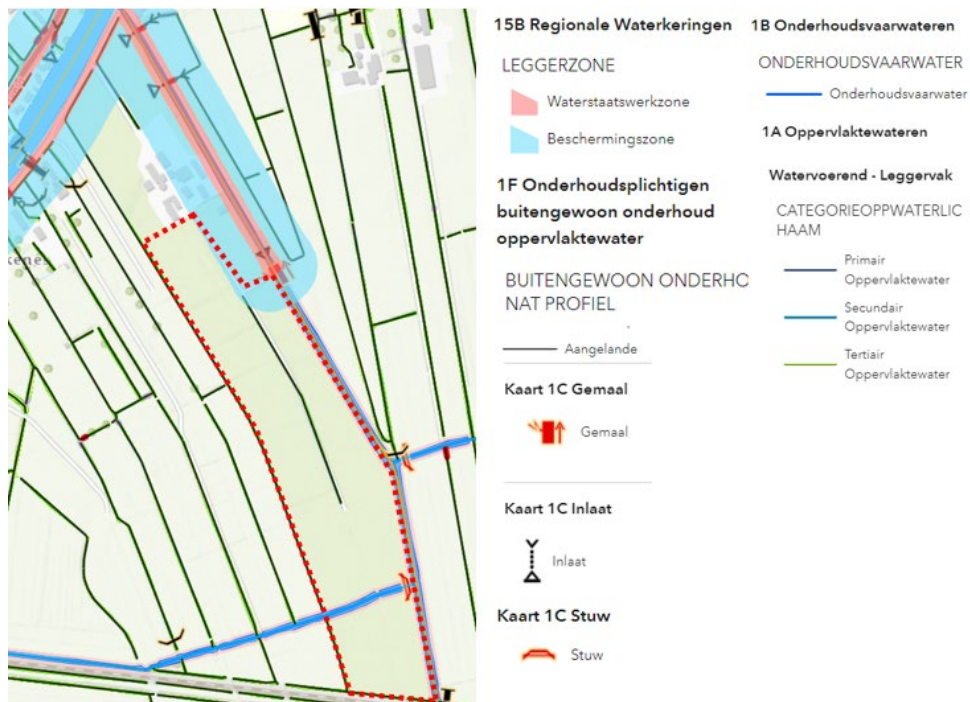 15B Regionale Waterkeringen
LEGGERZONE
Waterstaatswerkzone
Beschermingszone
1F Onderhoudsplichtigen
buitengewoon onderhoud
oppervlaktewater
BUITENGEWOON ONDERHO
NAT PROFIEL
Aangelande
Kaart 1C Gemaal
Gemaal
Kaart 1C Inlaat
Inlaat
Kaart 1C Stuw
Stuw
1B Onderhoudsvaarwateren
ONDERHOUDSVAARWATER
Onderhoudsvaarwater
1A Oppervlaktewateren
Watervoerend - Leggervak
CATEGORIEOPPWATERLIC
HAAM
Primair
Oppervlaktewater
Secundair
Oppervlaktewater
Tertiair
Oppervlaktewater